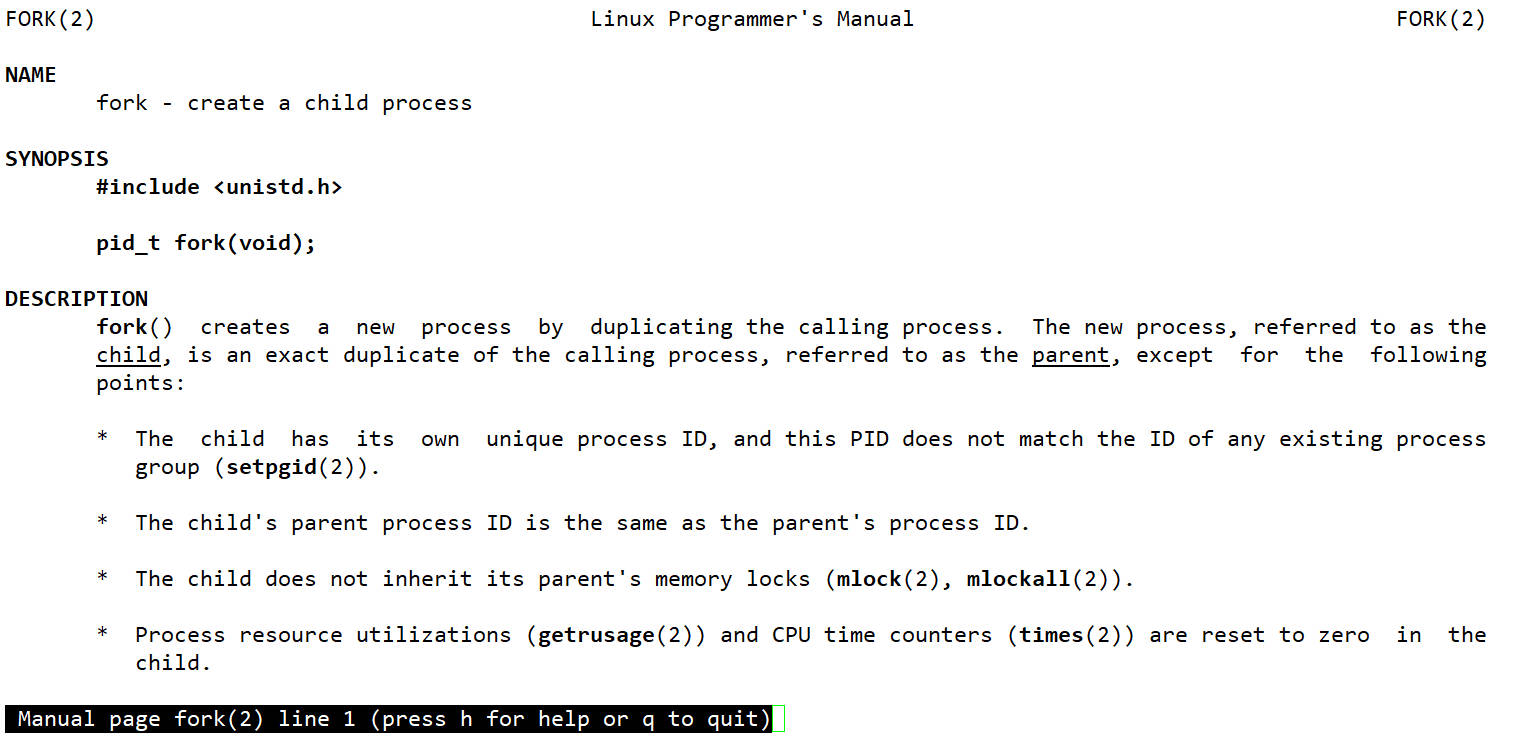 FORK(2) Linux Programmer's Manual FORK(2)
NAME
fork - create a child process
SYNOPSIS
#include <unistd.h>
pid_t fork(void);
DESCRIPTION
fork() creates a new process by duplicating the calling process. The new process, referred to as the
child, is an exact duplicate of the calling process, referred to as the parent, except for the following
points:
* The child has its own unique process ID, and this PID does not match the ID of any existing process
group (setpgid(2)).
* The child's parent process ID is the same as the parent's process ID.
* The child does not inherit its parent's memory locks (mlock(2), mlockall(2)).
* Process resource utilizations (getrusage(2)) and CPU time counters (times(2)) are reset to zero in the
child.
Manual page fork(2) line 1 (press h for help or q to quit)